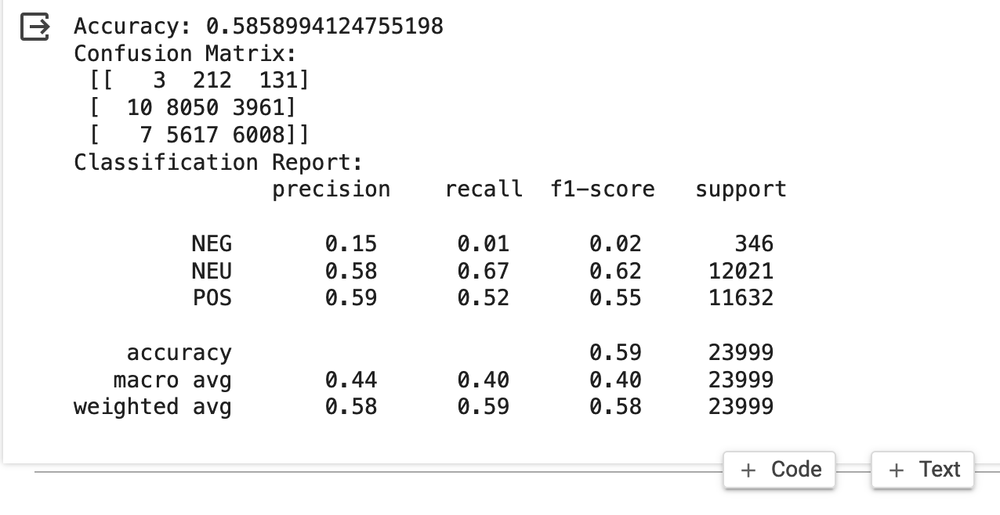 Accuracy: 0.5858994124755198
Confusion Matrix:
[[   3  212  131]
[  10 8050 3961]
[   7 5617 6008]]
Classification Report:
precision    recall  f1-score   support
NEG       0.15      0.01      0.02       346
NEU       0.58      0.67      0.62     12021
POS       0.59      0.52      0.55     11632
accuracy                           0.59     23999
macro avg       0.44      0.40      0.40     23999
weighted avg       0.58      0.59      0.58     23999
+ Code + Text